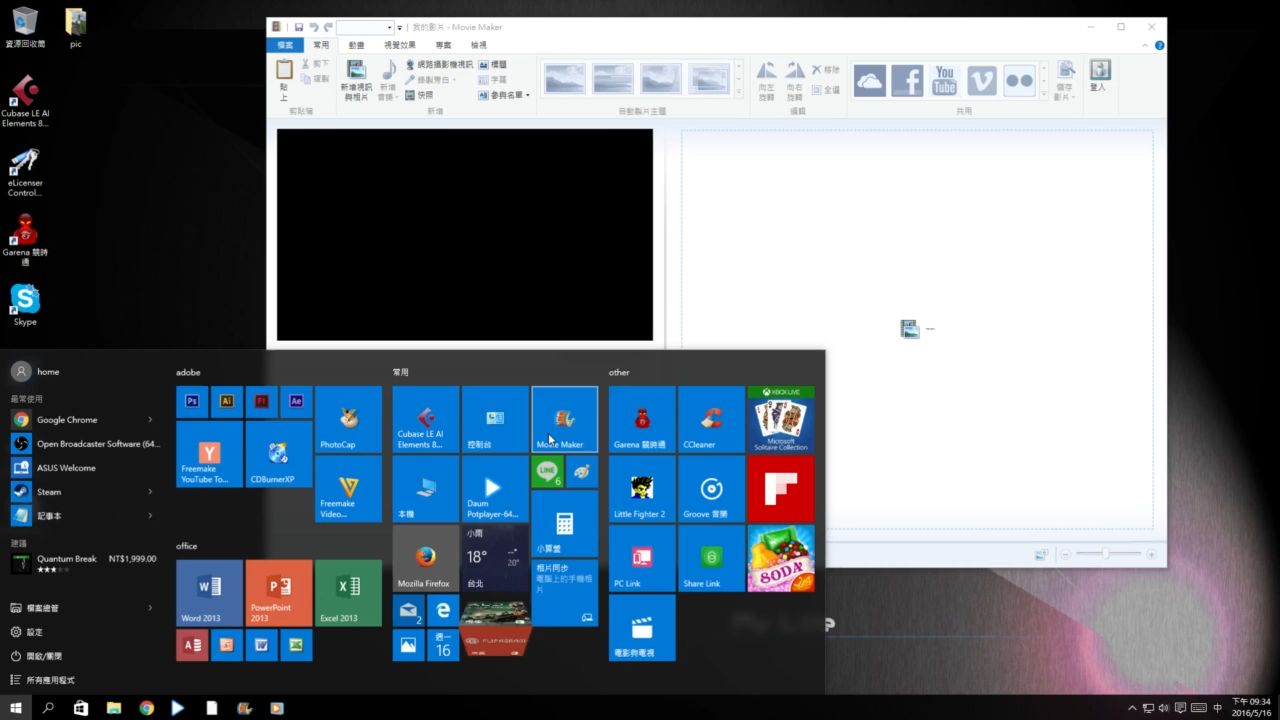 資源回收筒
pic
Cubase LE AI
Elements 8...
eLicenser
Control...
Garena 競時
通
Skype
我的影片 - Movie Maker
檔案 常用 動畫 視覺效果 專案 檢視
貼
上
剪下
複製
剪貼簿
新增視訊
與相片
新增
音樂
網路攝影機視訊
錄製旁白
快照
標題
字幕
參與名單
新增
自動製片主題
向左
旋轉
向右
旋轉
移除
全選
編輯
You
Tube
共用
儲存
影片
登入
home
最常使用
Google Chrome
Open Broadcaster Software (64...
ASUS Welcome
Steam
記事本
建議
Quantum Break NT$1,999.00
檔案總管
設定
開啟/關閉
所有應用程式
adobe
Ps Ai Fl Ae
PhotoCap
Freemake
YouTube To...
CDBurnerXP
Freemake
Video...
office
Word 2013
PowerPoint
2013
Excel 2013
常用
Cubase LE AI
Elements 8...
控制台
Movie Maker
本機
Daum
Potplayer-64...
LINE
6
小算盤
Mozilla Firefox
小雨
18°
20°
台北
相片同步
電腦上的手機相
片
2
週一
16
FLIPAGRAM
other
Garena 競時通
CCleaner
XBOX LIVE
Microsoft
Solitaire Collection
Little Fighter 2
Groove 音樂
PC Link
Share Link
SODA
電影與電視
中
下午 09:34
2016/5/16